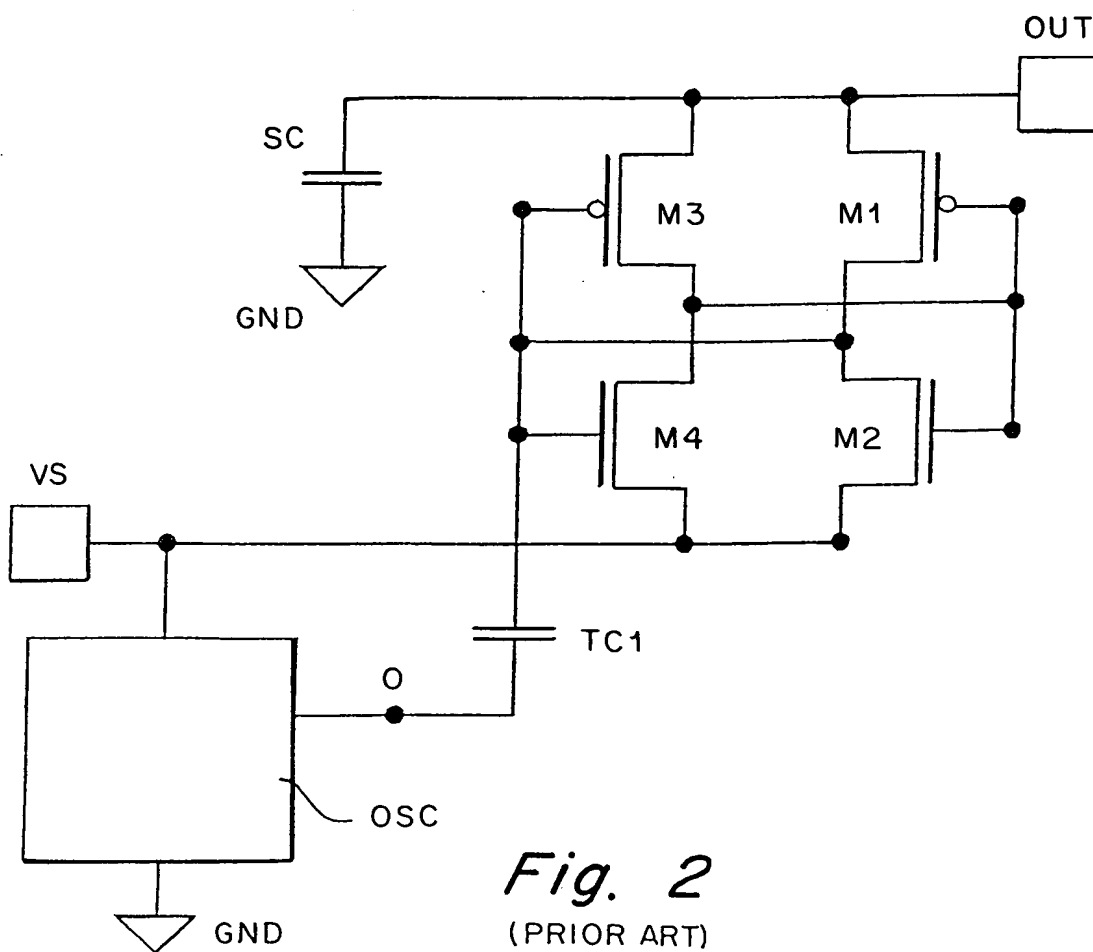 OUT
SC
M3
M1
GND
M4
M2
VS
TC1
O
OSC
Fig. 2
GND
(PRIOR ART)